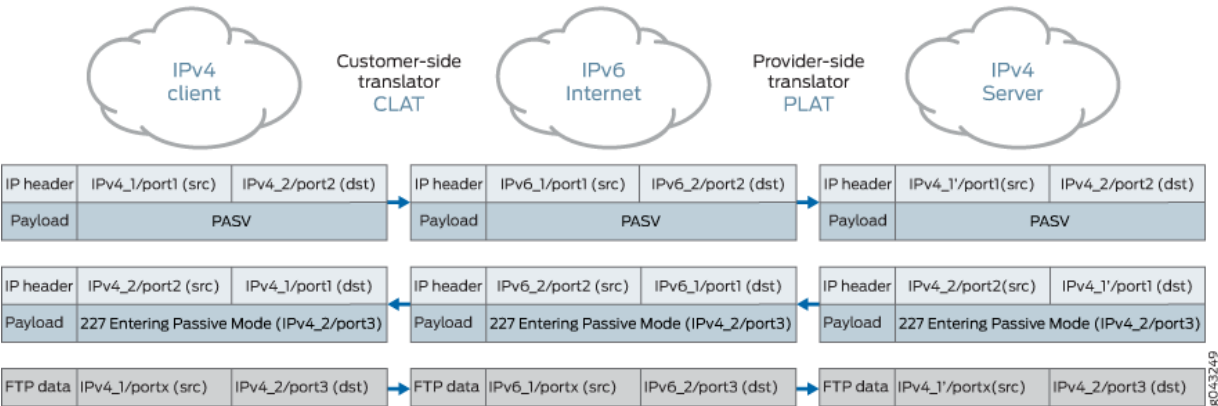 IPv4
client
Customer-side
translator
CLAT
IPv6
Internet
Provider-side
translator
PLAT
IPv4
Server
IP header IPv4_1/port1 (src) IPv4_2/port2 (dst) IP header IPv6_1/port1 (src) IPv6_2/port2 (dst) IP header IPv4_1'/port1(src) IPv4_2/port2 (dst)
Payload PASV Payload PASV Payload PASV
IP header IPv4_2/port2 (src) IPv4_1/port1 (dst) IP header IPv6_2/port2 (src) IPv6_1/port1 (dst) IP header IPv4_2/port2(src) IPv4_1'/port1 (dst)
Payload 227 Entering Passive Mode (IPv4_2/port3) Payload 227 Entering Passive Mode (IPv4_2/port3) Payload 227 Entering Passive Mode (IPv4_2/port3)
FTP data IPv4_1/portx (src) IPv4_2/port3 (dst) FTP data IPv6_1/portx (src) IPv6_2/port3 (dst) FTP data IPv4_1'/portx(src) IPv4_2/port3 (dst)
g043249